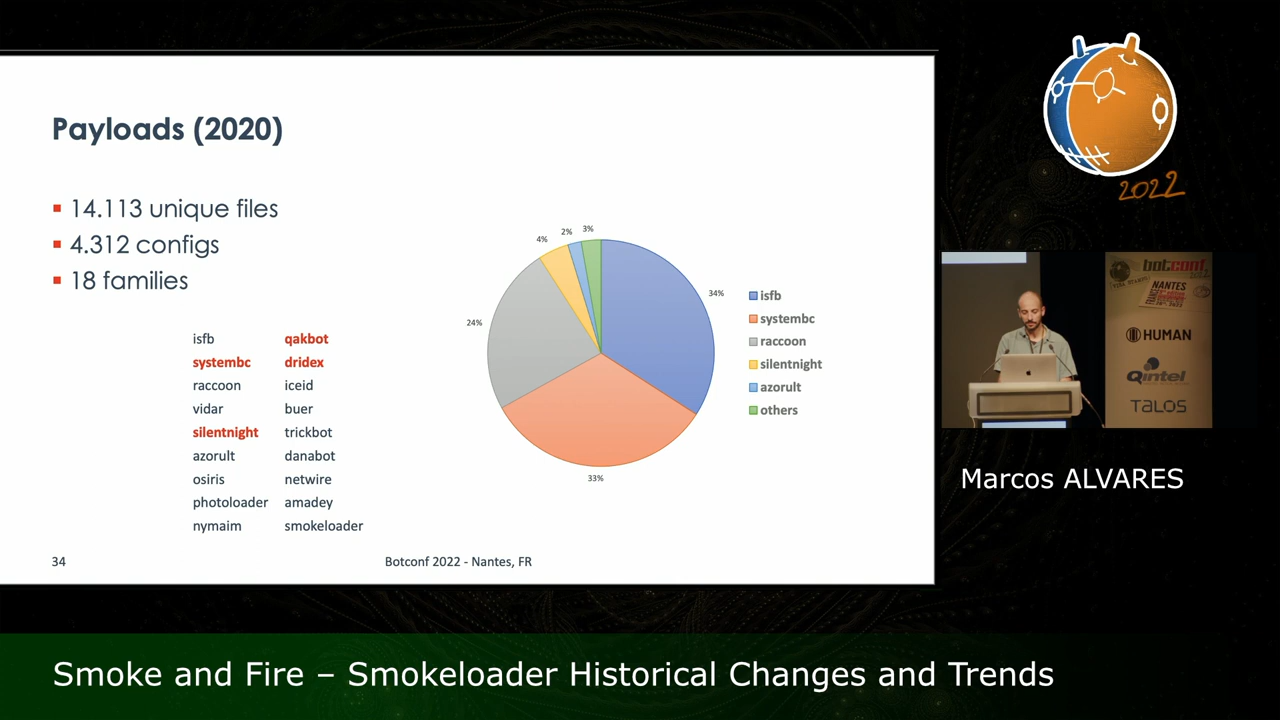 Payloads (2020)
14.113 unique files
4.312 configs
18 families
isfb qakbot
systembc dridex
raccoon iceid
vidar buer
silentnight trickbot
azorult danabot
osiris netwire
photoloader amadey
nymaim smokeloader
4% 2% 3%
34%
24%
33%
isfb
systembc
raccoon
silentnight
azorult
others
34 Botconf 2022 - Nantes, FR
2022
botconf
NANTES
HUMAN
Qintel
TALOS
Marcos ALVARES
Smoke and Fire – Smokeloader Historical Changes and Trends